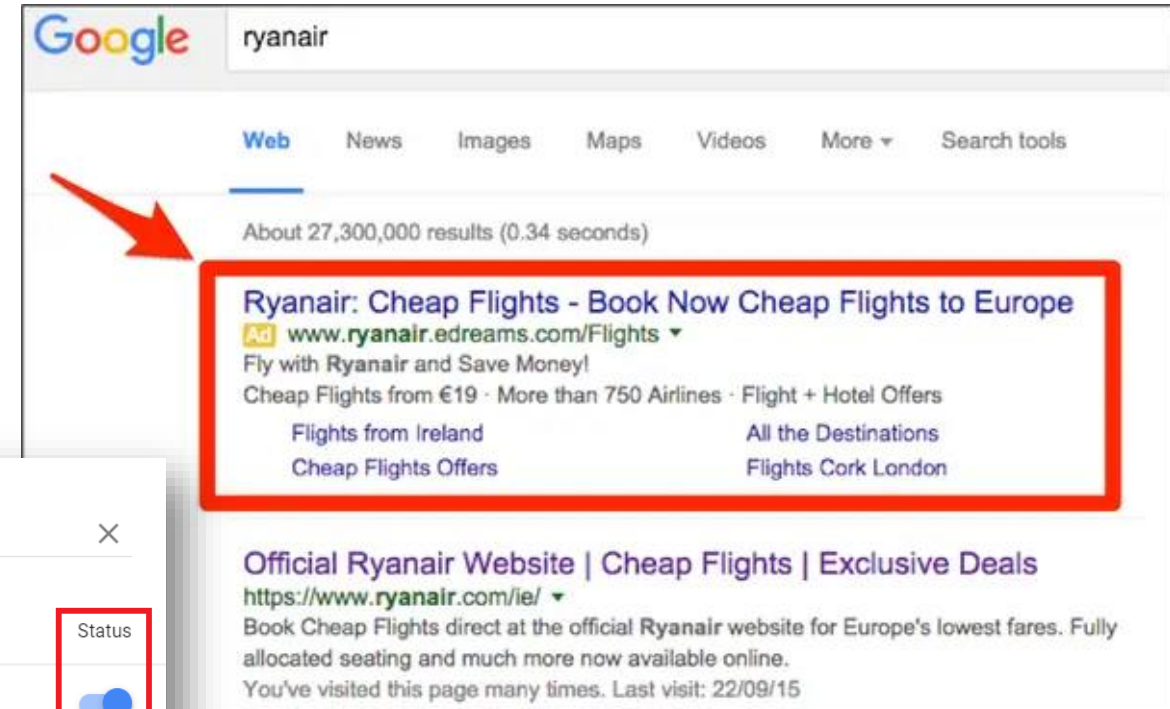 Google
ryanair
Web News Images Maps Videos More Search tools
About 27,300,000 results (0.34 seconds)
Ryanair: Cheap Flights - Book Now Cheap Flights to Europe
Ad www.ryanair.edreams.com/Flights
Fly with Ryanair and Save Money!
Cheap Flights from €19 · More than 750 Airlines · Flight + Hotel Offers
Flights from Ireland All the Destinations
Cheap Flights Offers Flights Cork London
Official Ryanair Website | Cheap Flights | Exclusive Deals
https://www.ryanair.com/ie/
Book Cheap Flights direct at the official Ryanair website for Europe's lowest fares. Fully
allocated seating and much more now available online.
You've visited this page many times. Last visit: 22/09/15
Status